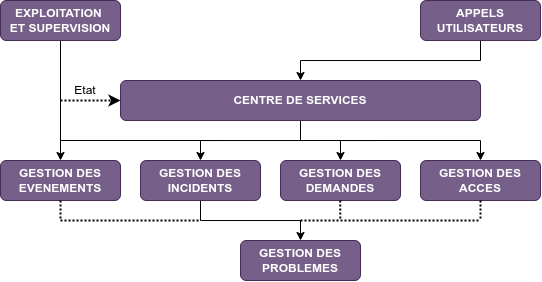 EXPLOITATION
ET SUPERVISION
APPELS
UTILISATEURS
Etat
CENTRE DE SERVICES
GESTION DES
EVENEMENTS
GESTION DES
INCIDENTS
GESTION DES
DEMANDES
GESTION DES
ACCES
GESTION DES
PROBLEMES